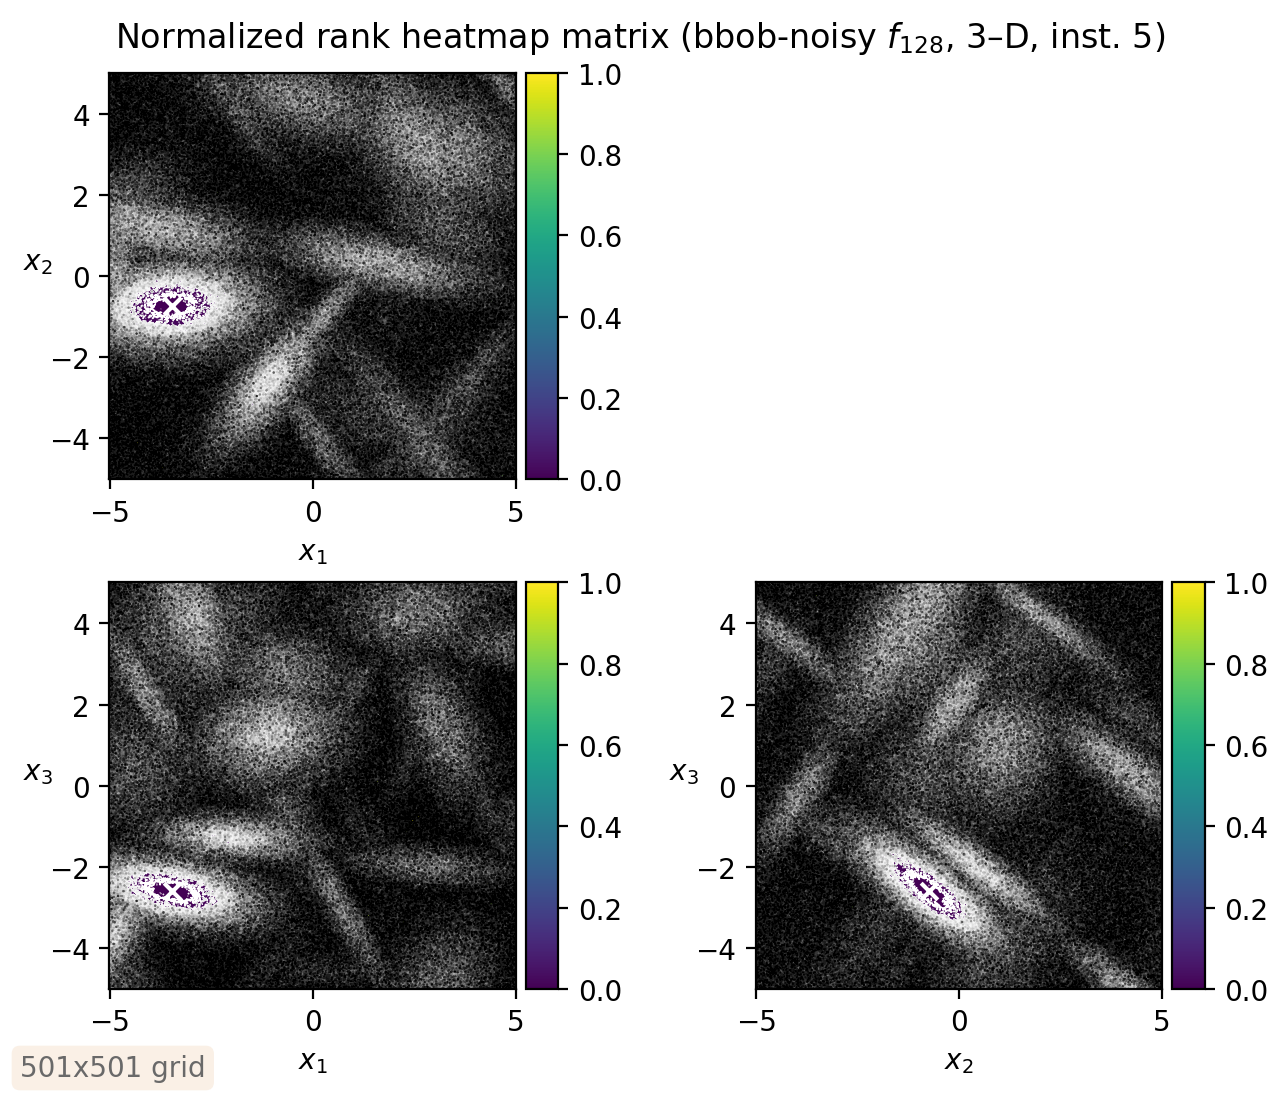 Normalized rank heatmap matrix (bbob-noisy f128, 3–D, inst. 5)
1.0
4
0.8
2
0.6
x2
0
0.4
−2
0.2
−4
0.0
−5 0 5
x1
1.0 1.0
4 4
0.8 0.8
2 2
0.6 0.6
x3 0 x3 0
0.4 0.4
−2 −2
0.2 0.2
−4 −4
0.0 0.0
−5 0 5 −5 0 5
x1 x2
501x501 grid